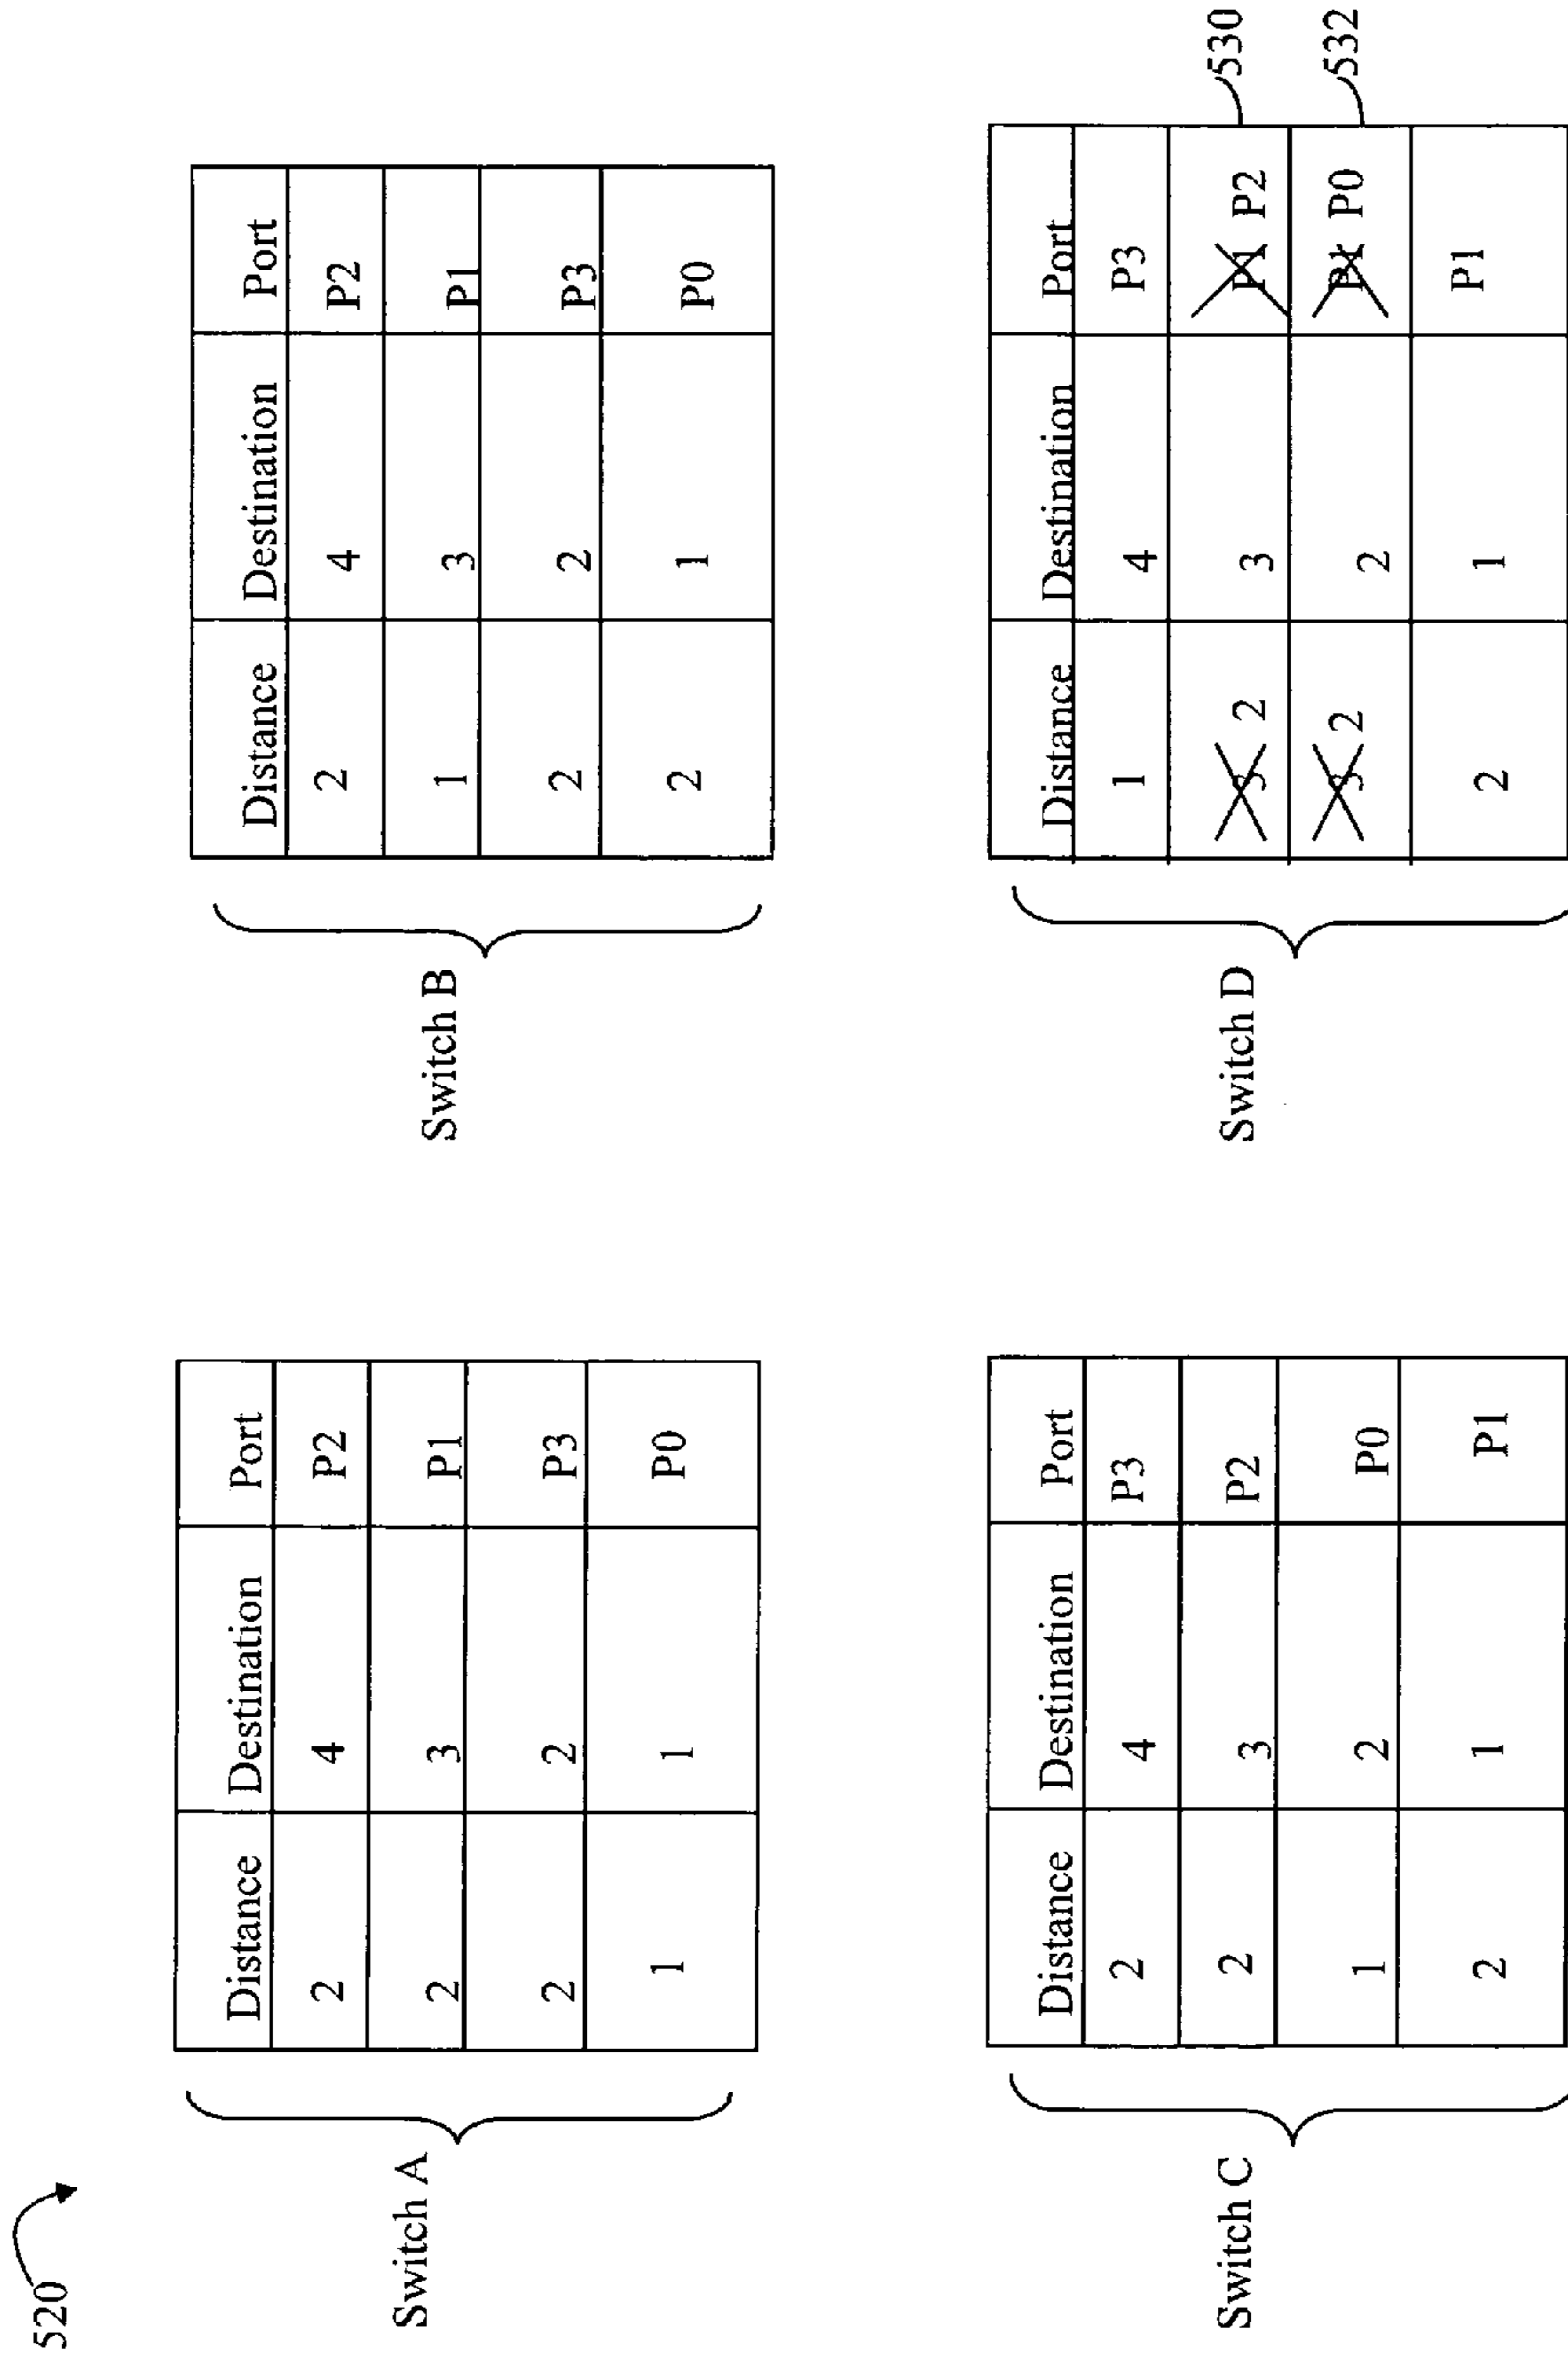 520
Switch A
Distance Destination Port
2 4 P2
2 3 P1
2 2 P3
1 1 P0
Switch B
Distance Destination Port
2 4 P2
1 3 P1
2 2 P3
2 1 P0
Switch C
Distance Destination Port
2 4 P3
2 3 P2
1 2 P0
2 1 P1
Switch D
Distance Destination Port
1 4 P3
3 2 3 P1 P2 530
3 2 2 P1 P0 532
2 1 P1